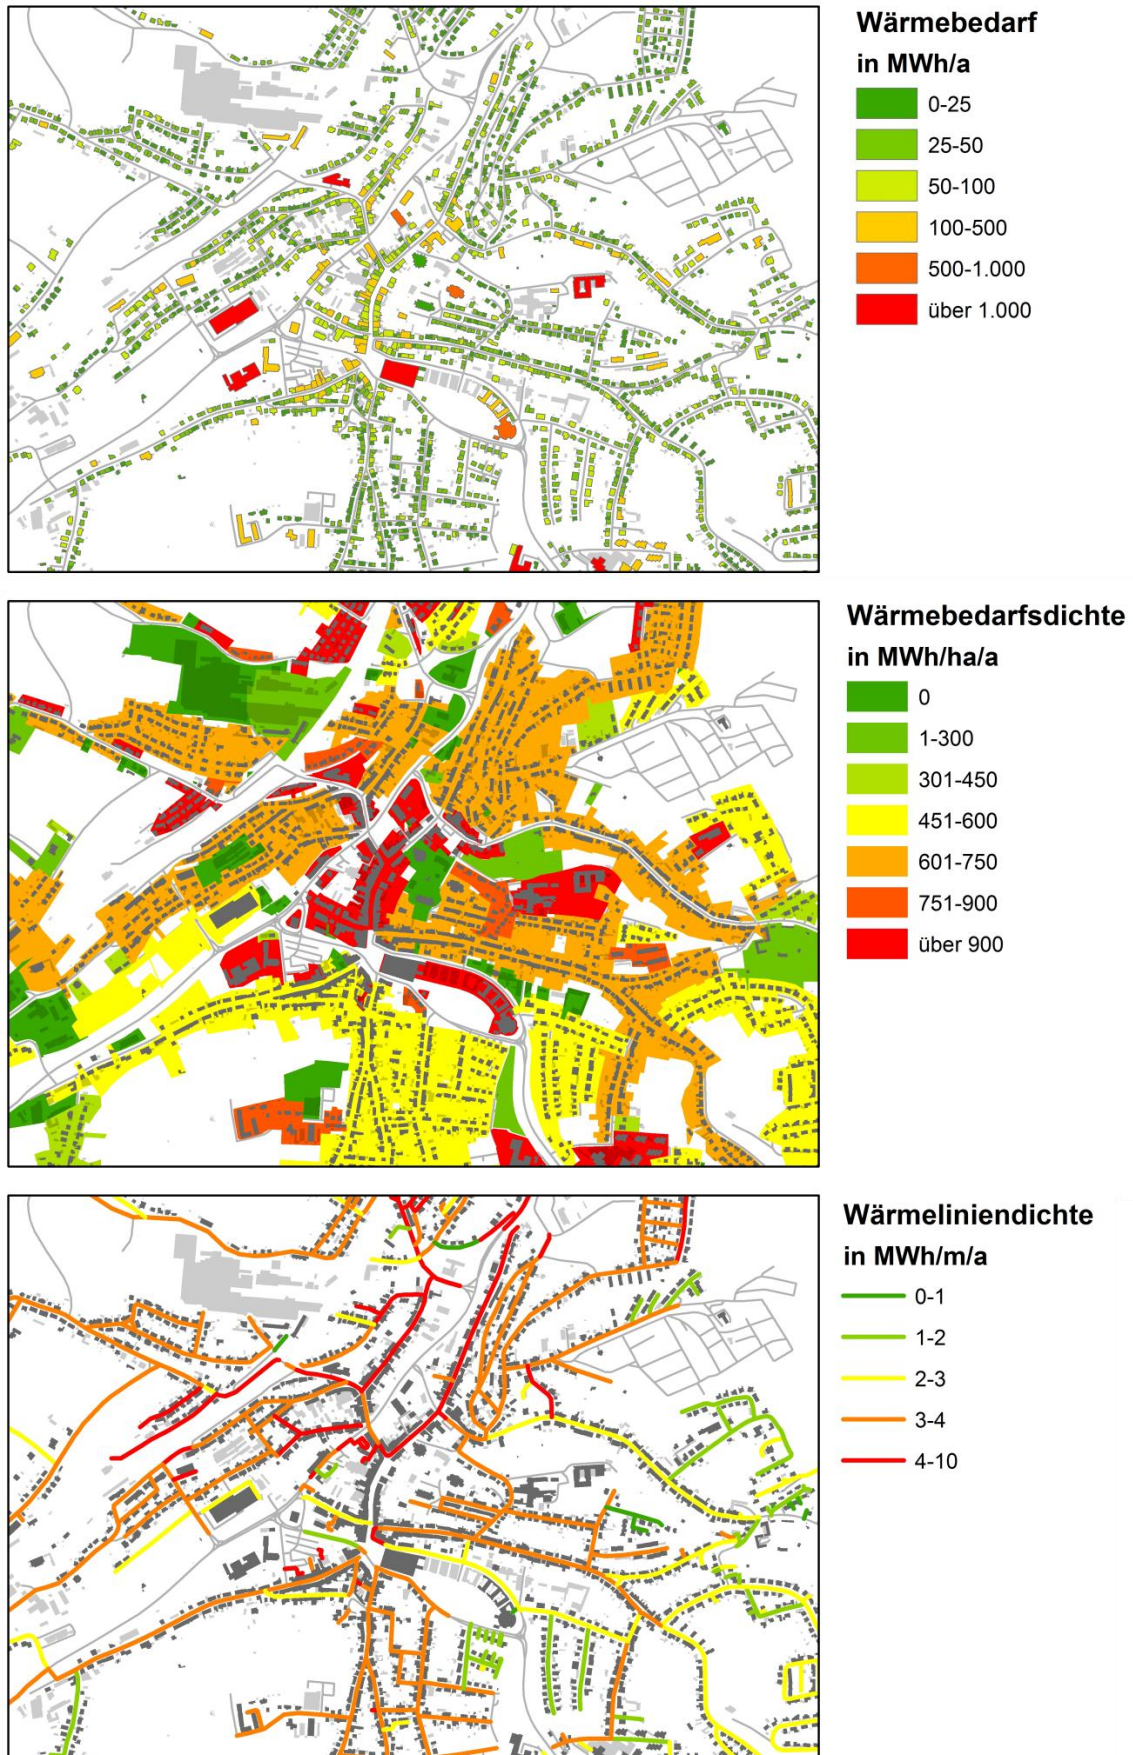 Wärmebedarf
in MWh/a
0-25
25-50
50-100
100-500
500-1.000
über 1.000
Wärmebedarfsdichte
in MWh/ha/a
0
1-300
301-450
451-600
601-750
751-900
über 900
Wärmeliniendichte
in MWh/m/a
0-1
1-2
2-3
3-4
4-10